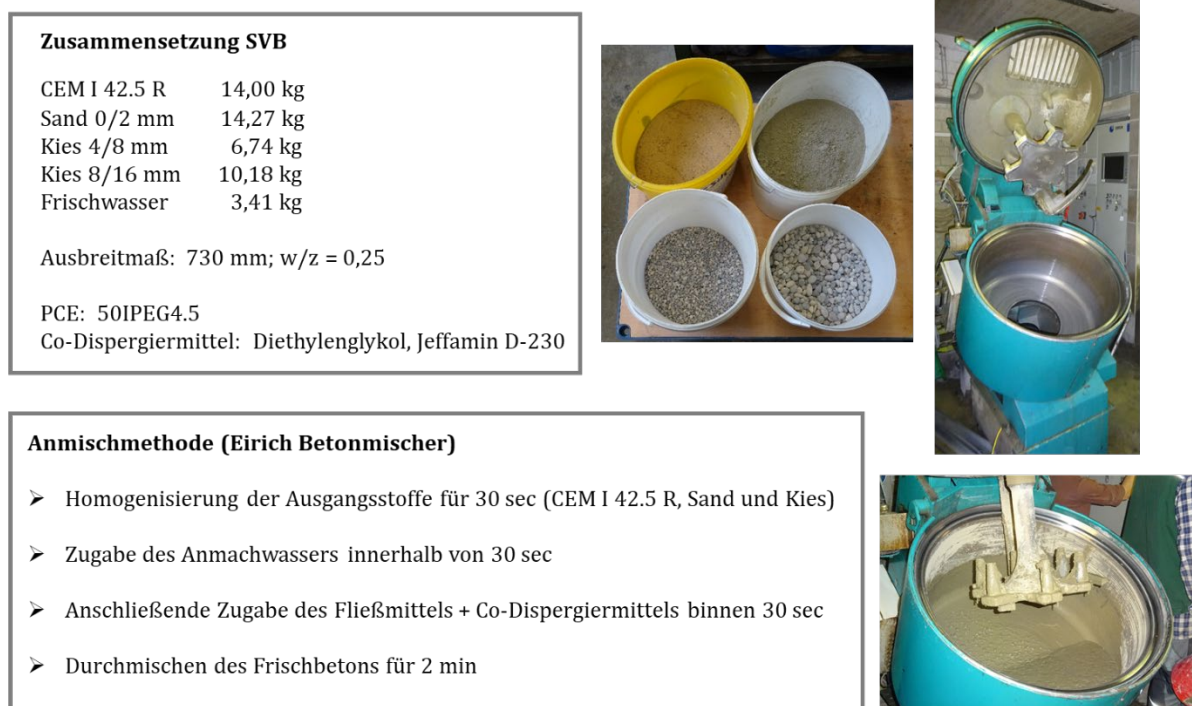 Zusammensetzung SVB
CEM I 42.5 R 14,00 kg
Sand 0/2 mm 14,27 kg
Kies 4/8 mm 6,74 kg
Kies 8/16 mm 10,18 kg
Frischwasser 3,41 kg
Ausbreitmaß: 730 mm; w/z = 0,25
PCE: 50IPEG4.5
Co-Dispergiermittel: Diethylenglykol, Jeffamin D-230
Anmischmethode (Eirich Betonmischer)
➢ Homogenisierung der Ausgangsstoffe für 30 sec (CEM I 42.5 R, Sand und Kies)
➢ Zugabe des Anmachwassers innerhalb von 30 sec
➢ Anschließende Zugabe des Fließmittels + Co-Dispergiermittels binnen 30 sec
➢ Durchmischen des Frischbetons für 2 min